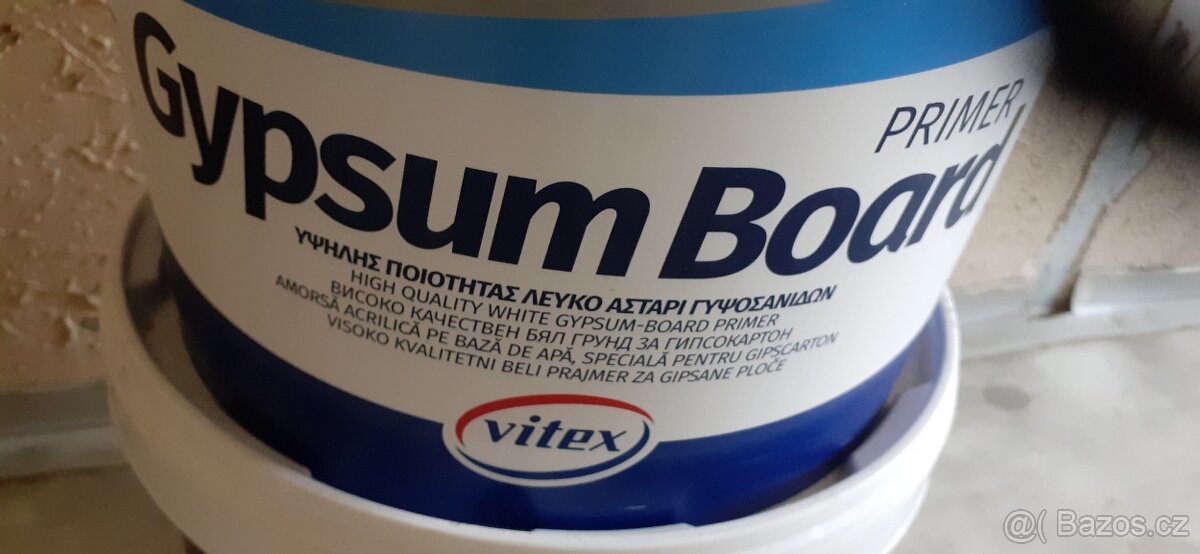 Gypsum Board
PRIMER
ΥΨΗΛΗΣ ΠΟΙΟΤΗΤΑΣ ΛΕΥΚΟ ΑΣΤΑΡΙ ΓΥΨΟΣΑΝΙΔΩΝ
HIGH QUALITY WHITE GYPSUM-BOARD PRIMER
ВИСОКО КАЧЕСТВЕН БЯЛ ГРУНД ЗА ГИПСОКАРТОН
AMORSĂ ACRILICĂ PE BAZĂ DE APĂ, SPECIALĂ PENTRU GIPSCARTON
VISOKO KVALITETNI BELI PRAJMER ZA GIPSANE PLOČE
vitex
@( Bazos.cz